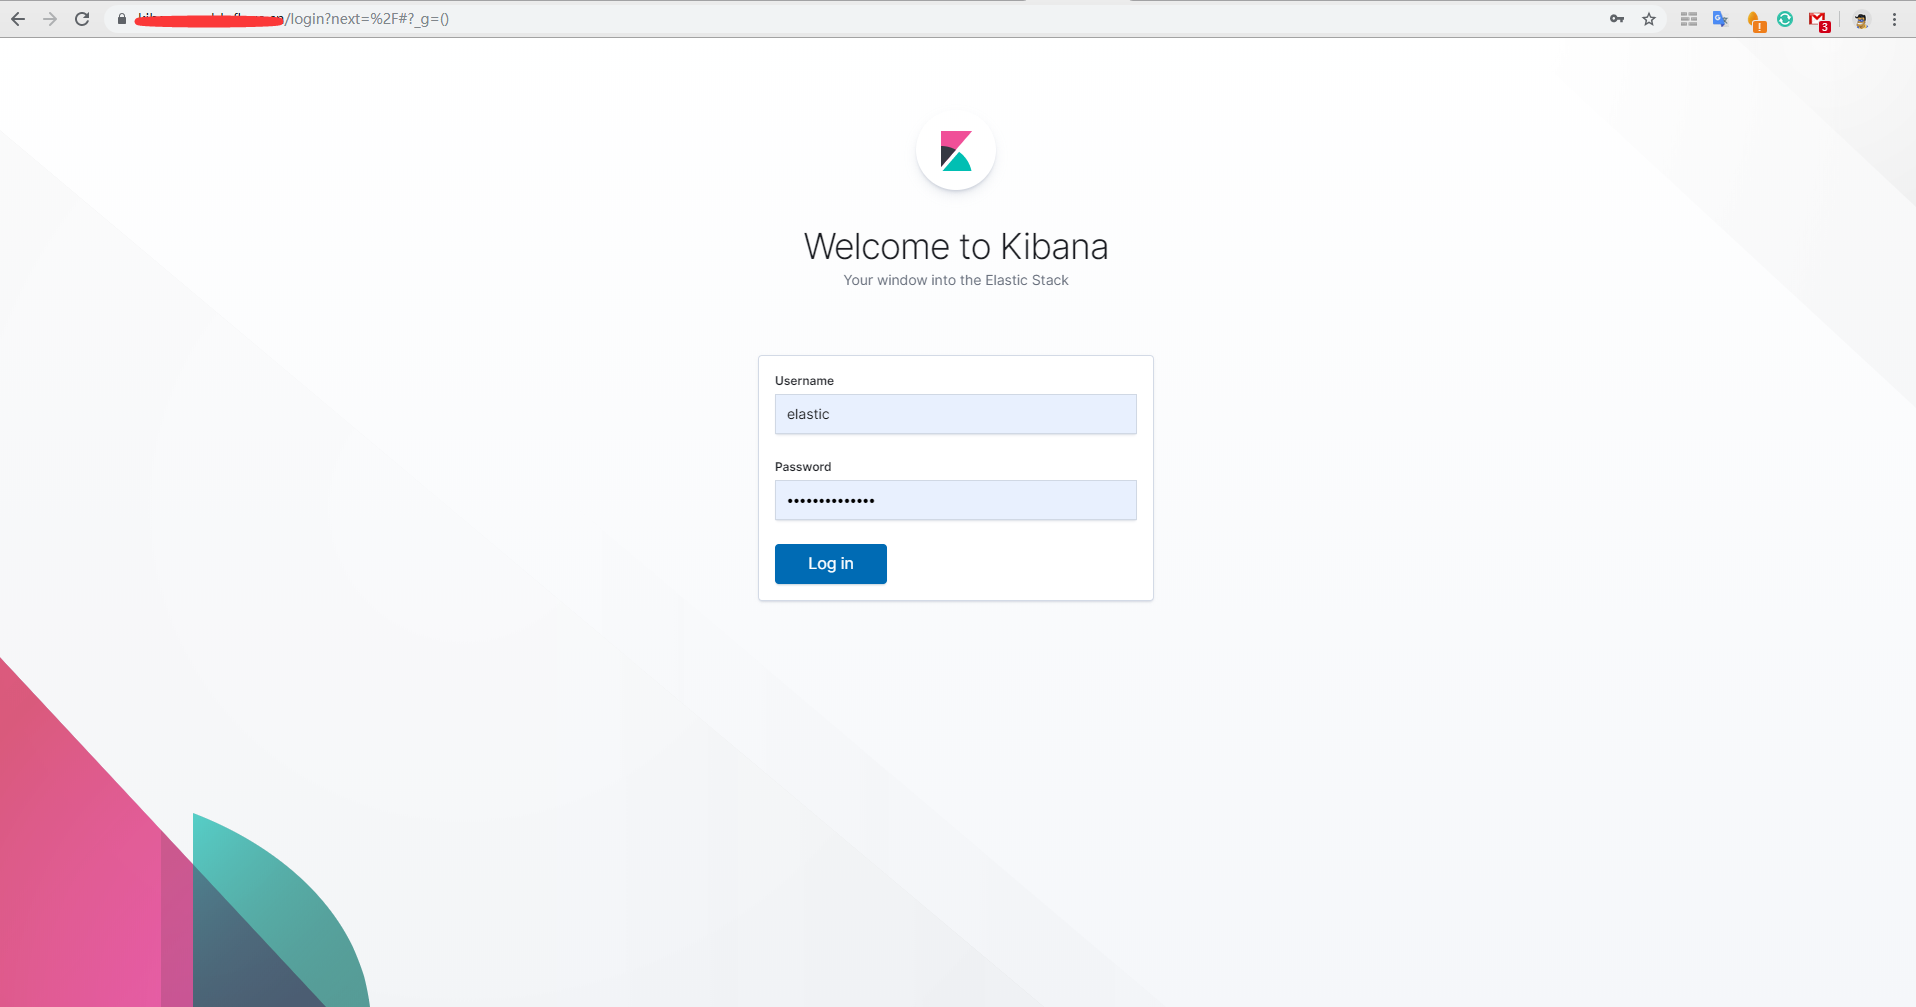 /login?next=%2F#?_g=()
3
Welcome to Kibana
Your window into the Elastic Stack
Username
elastic
Password
••••••••••••••
Log in